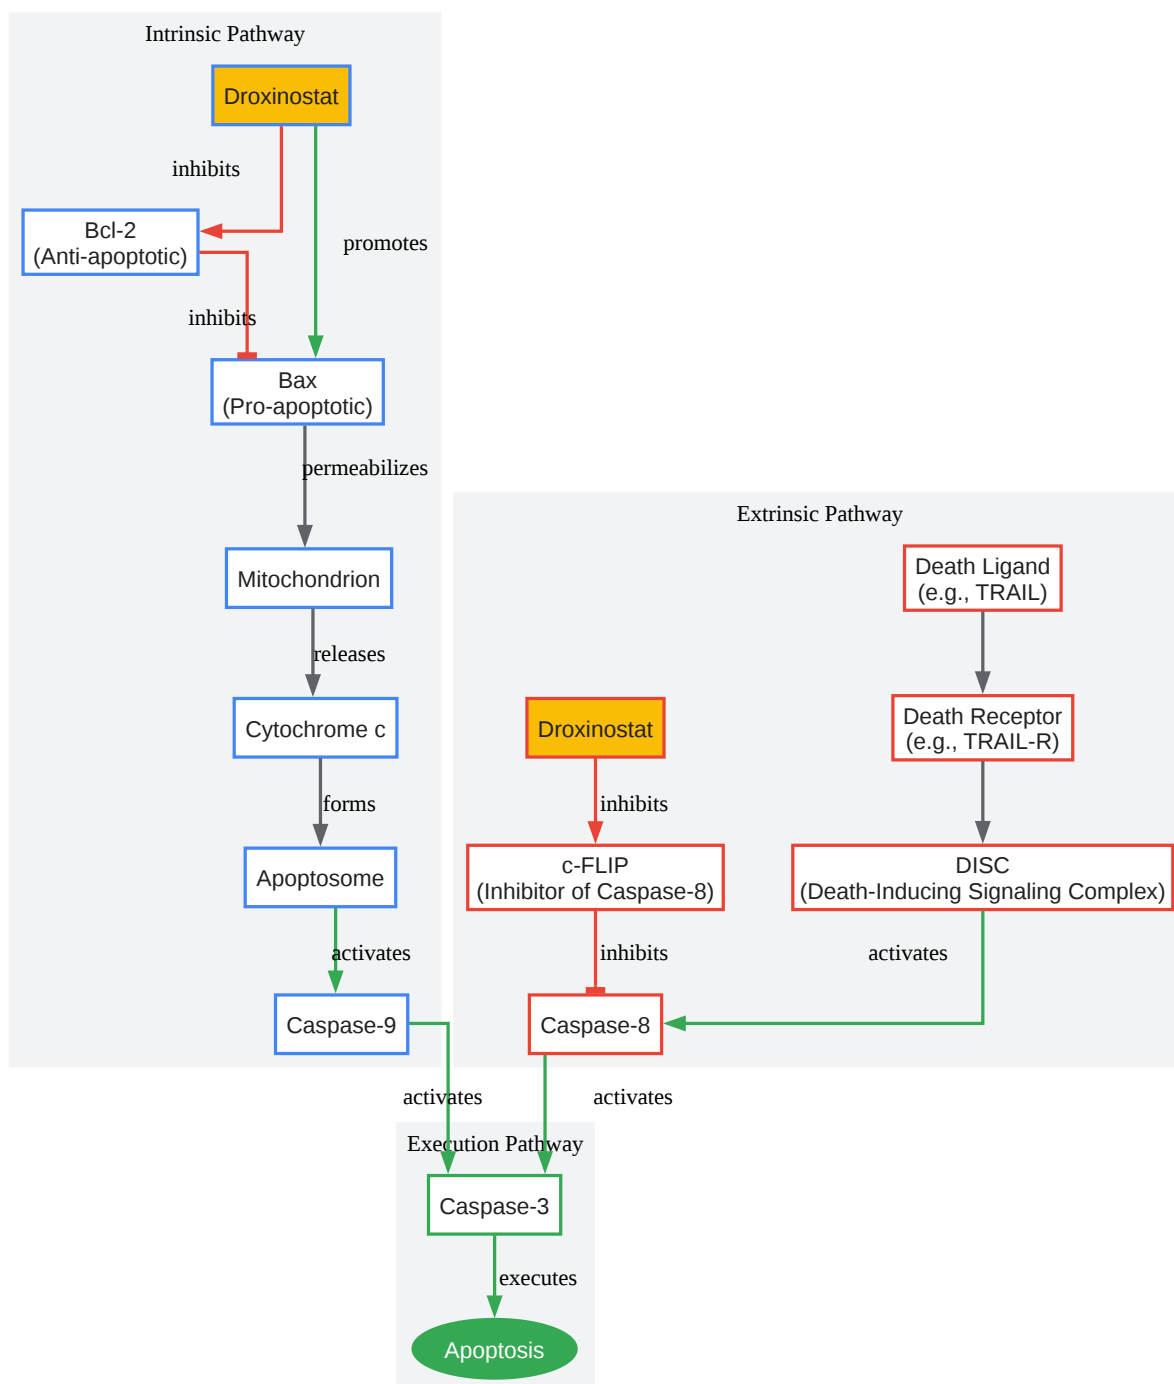 Intrinsic Pathway
Droxinostat
inhibits
Bcl-2
(Anti-apoptotic)
promotes
inhibits
Bax
(Pro-apoptotic)
permeabilizes
Mitochondrion
releases
Cytochrome c
forms
Apoptosome
activates
Caspase-9
Extrinsic Pathway
Death Ligand
(e.g., TRAIL)
Droxinostat
Death Receptor
(e.g., TRAIL-R)
inhibits
c-FLIP
(Inhibitor of Caspase-8)
DISC
(Death-Inducing Signaling Complex)
inhibits
activates
Caspase-8
activates
activates
Execution Pathway
Caspase-3
executes
Apoptosis